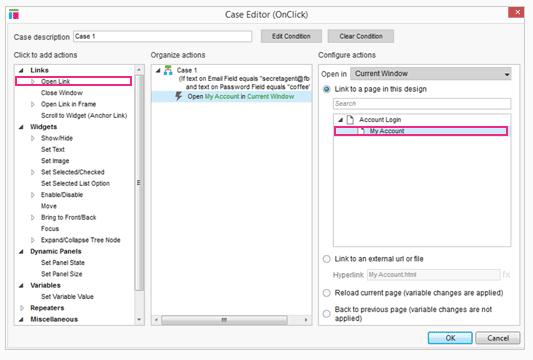 Case Editor (OnClick)
Case description Case 1 Edit Condition Clear Condition
Click to add actions
Links
Open Link
Close Window
Open Link in Frame
Scroll to Widget (Anchor Link)
Widgets
Show/Hide
Set Text
Set Image
Set Selected/Checked
Set Selected List Option
Enable/Disable
Move
Bring to Front/Back
Focus
Expand/Collapse Tree Node
Dynamic Panels
Set Panel State
Set Panel Size
Variables
Set Variable Value
Repeaters
Miscellaneous
Organize actions
Case 1
(If text on Email Field equals "secretagent@fb
and text on Password Field equals "coffee'
Open My Account in Current Window
Configure actions
Open in Current Window
Link to a page in this design
Search
Account Login
My Account
Link to an external url or file
Hyperlink My Account.html fx
Reload current page (variable changes are applied)
Back to previous page (variable changes are not
applied)
OK Cancel